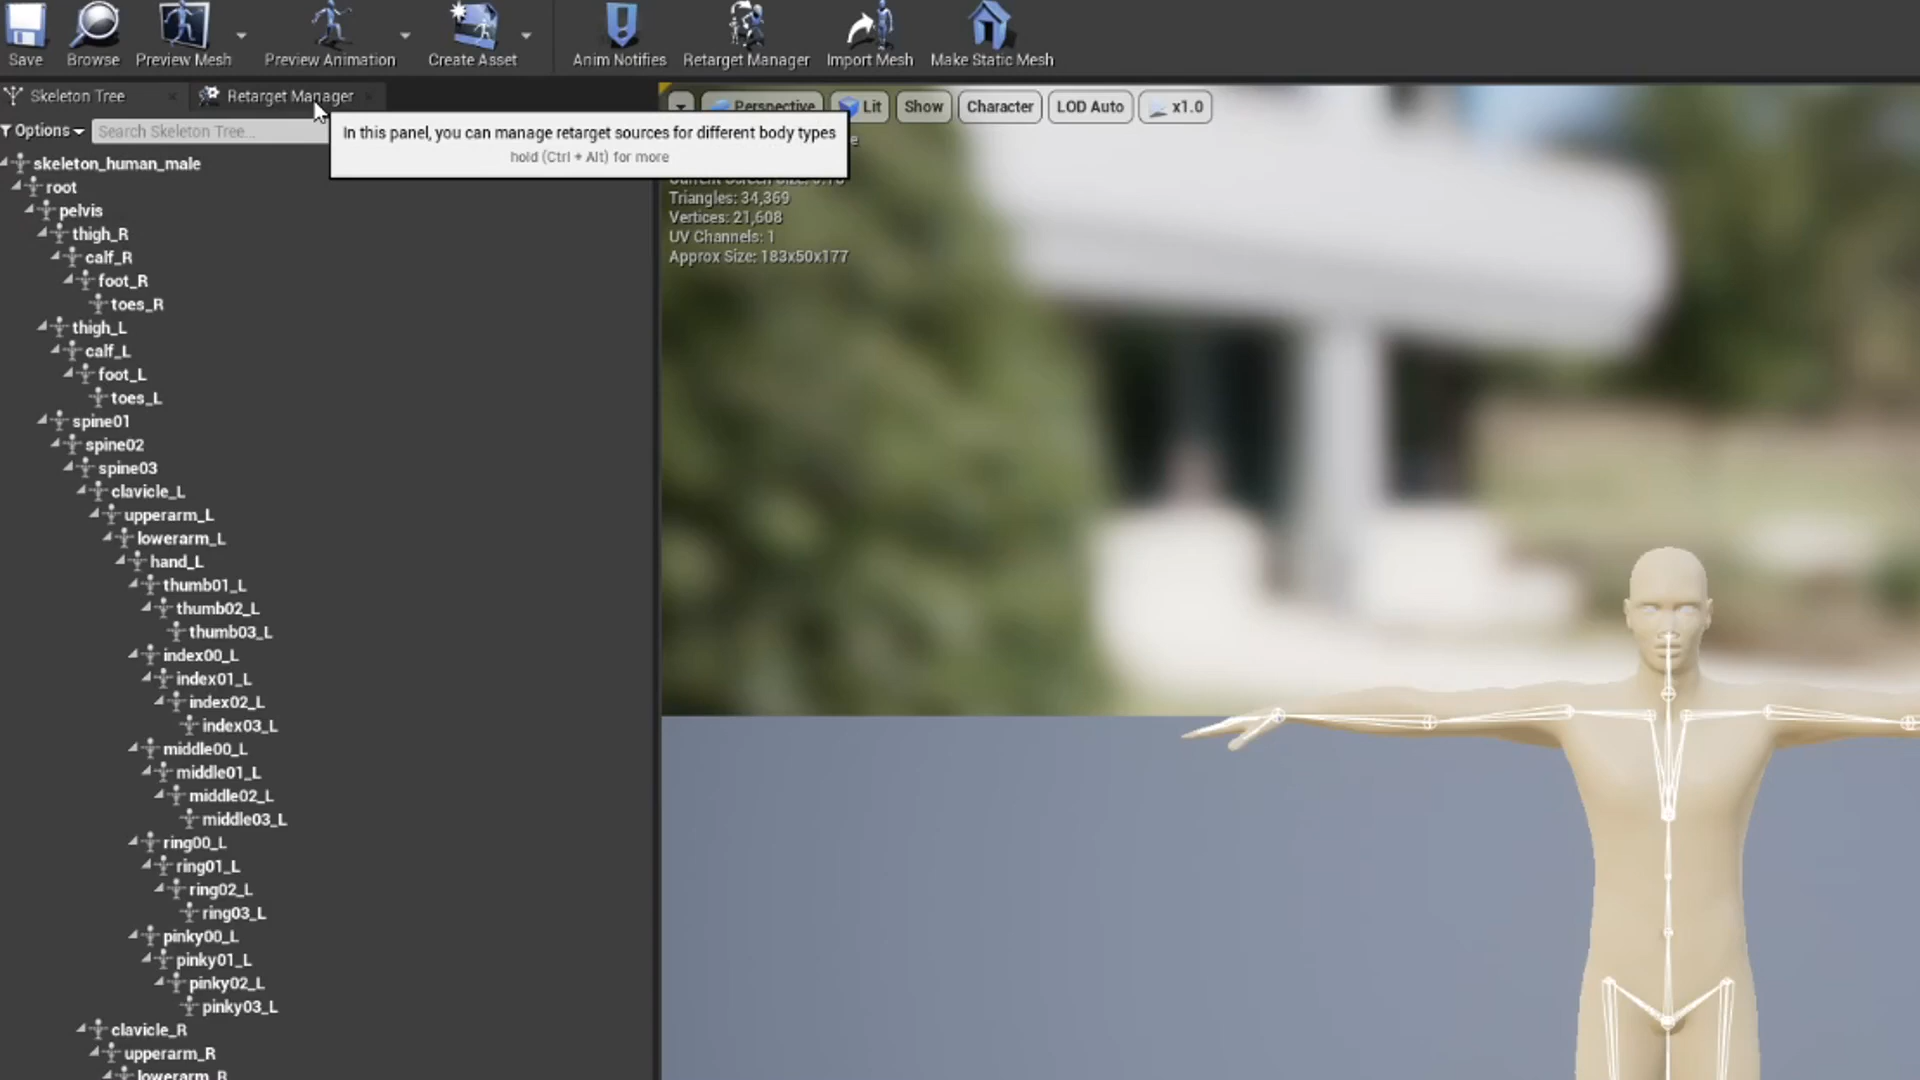 Save Browse Preview Mesh Preview Animation Create Asset Anim Notifies Retarget Manager Import Mesh Make Static Mesh
Skeleton Tree Retarget Manager
Perspective Lit Show Character LOD Auto x1.0
Options Search Skeleton Tree...
In this panel, you can manage retarget sources for different body types
hold (Ctrl + Alt) for more
skeleton_human_male
root
pelvis
thigh_R
calf_R
foot_R
toes_R
thigh_L
calf_L
foot_L
toes_L
spine01
spine02
spine03
clavicle_L
upperarm_L
lowerarm_L
hand_L
thumb01_L
thumb02_L
thumb03_L
index00_L
index01_L
index02_L
index03_L
middle00_L
middle01_L
middle02_L
middle03_L
ring00_L
ring01_L
ring02_L
ring03_L
pinky00_L
pinky01_L
pinky02_L
pinky03_L
clavicle_R
upperarm_R
lowerarm_R
Current Screen Size:
Triangles: 34,369
Vertices: 21,608
UV Channels: 1
Approx Size: 183x50x177